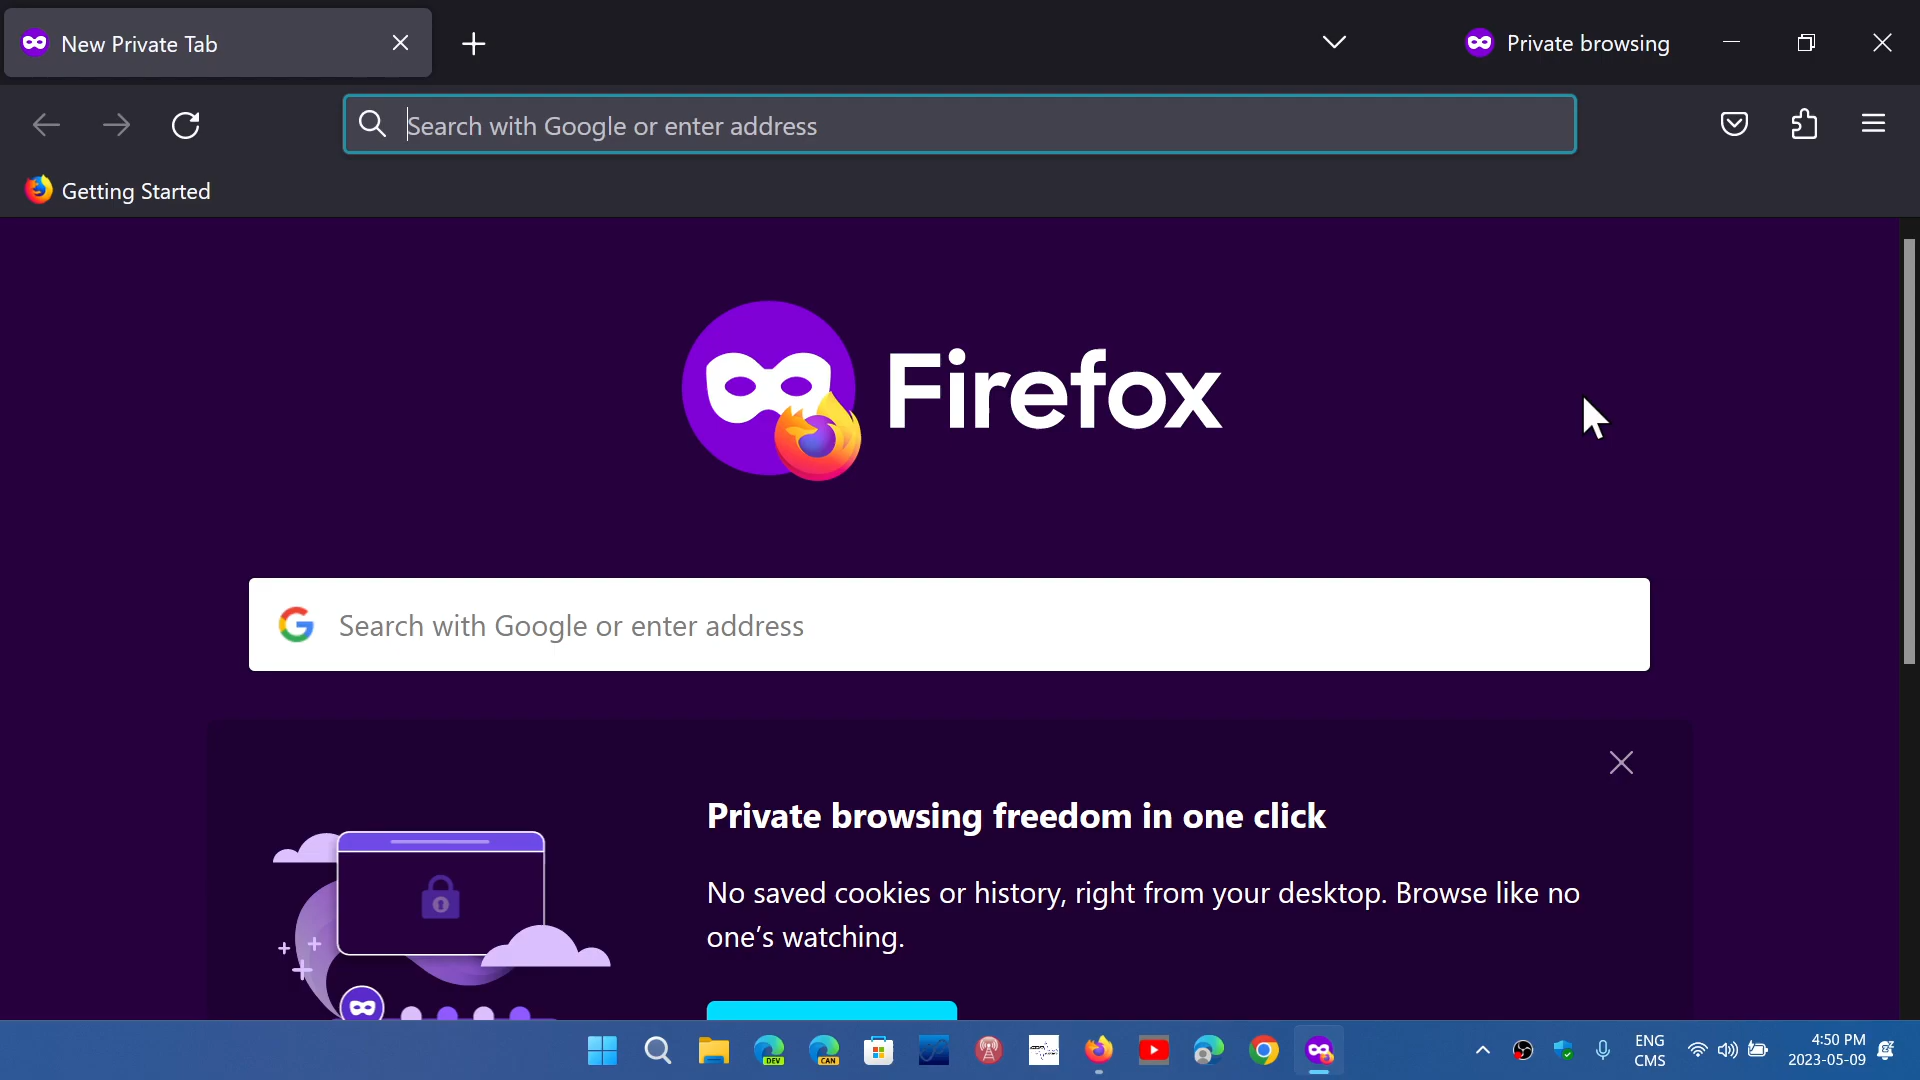 New Private Tab
Private browsing
Search with Google or enter address
Getting Started
Firefox
Search with Google or enter address
Private browsing freedom in one click
No saved cookies or history, right from your desktop. Browse like no
one’s watching.
DEV
CAN
ENG
CMS
4:50 PM
2023-05-09